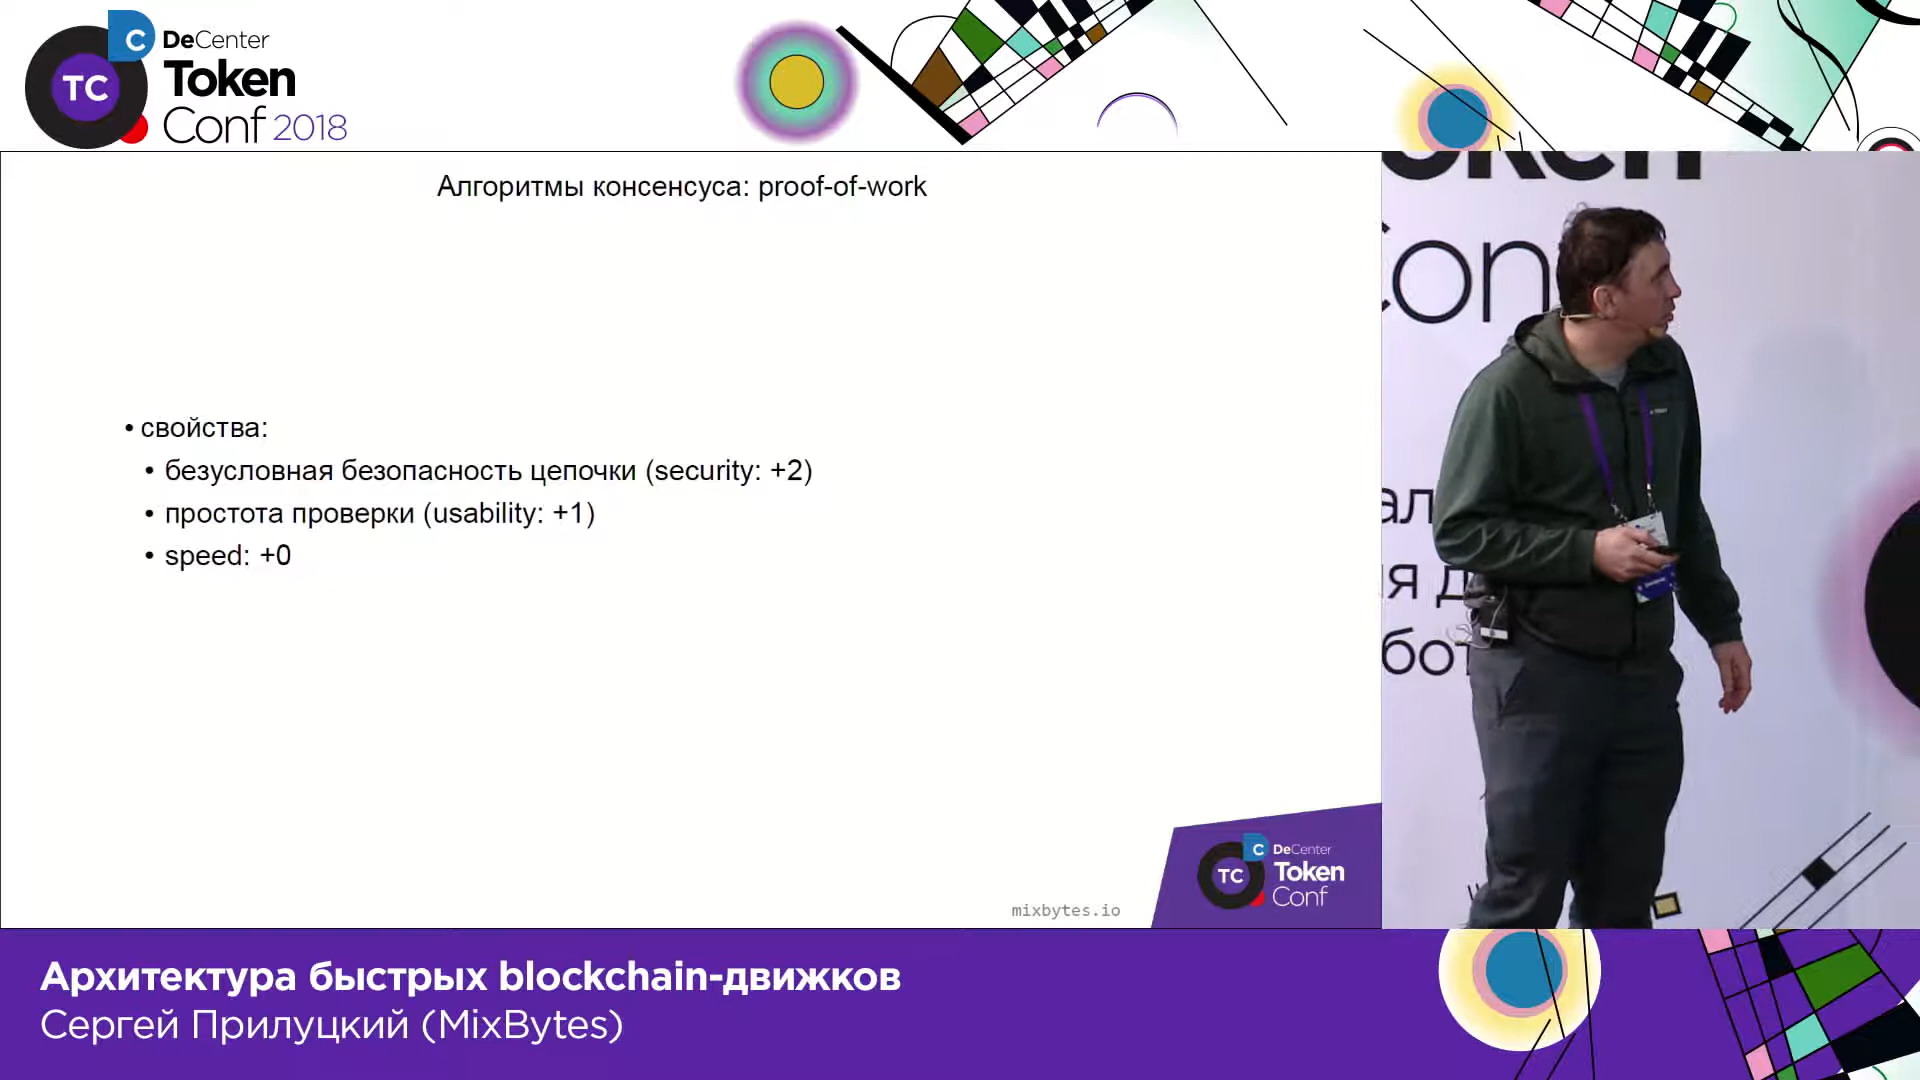 C
DeCenter
TC
Token
Conf 2018
Алгоритмы консенсуса: proof-of-work
• свойства:
• безусловная безопасность цепочки (security: +2)
• простота проверки (usability: +1)
• speed: +0
mixbytes.io
C
DeCenter
TC
Token
Conf
Архитектура быстрых blockchain-движков
Сергей Прилуцкий (MixBytes)